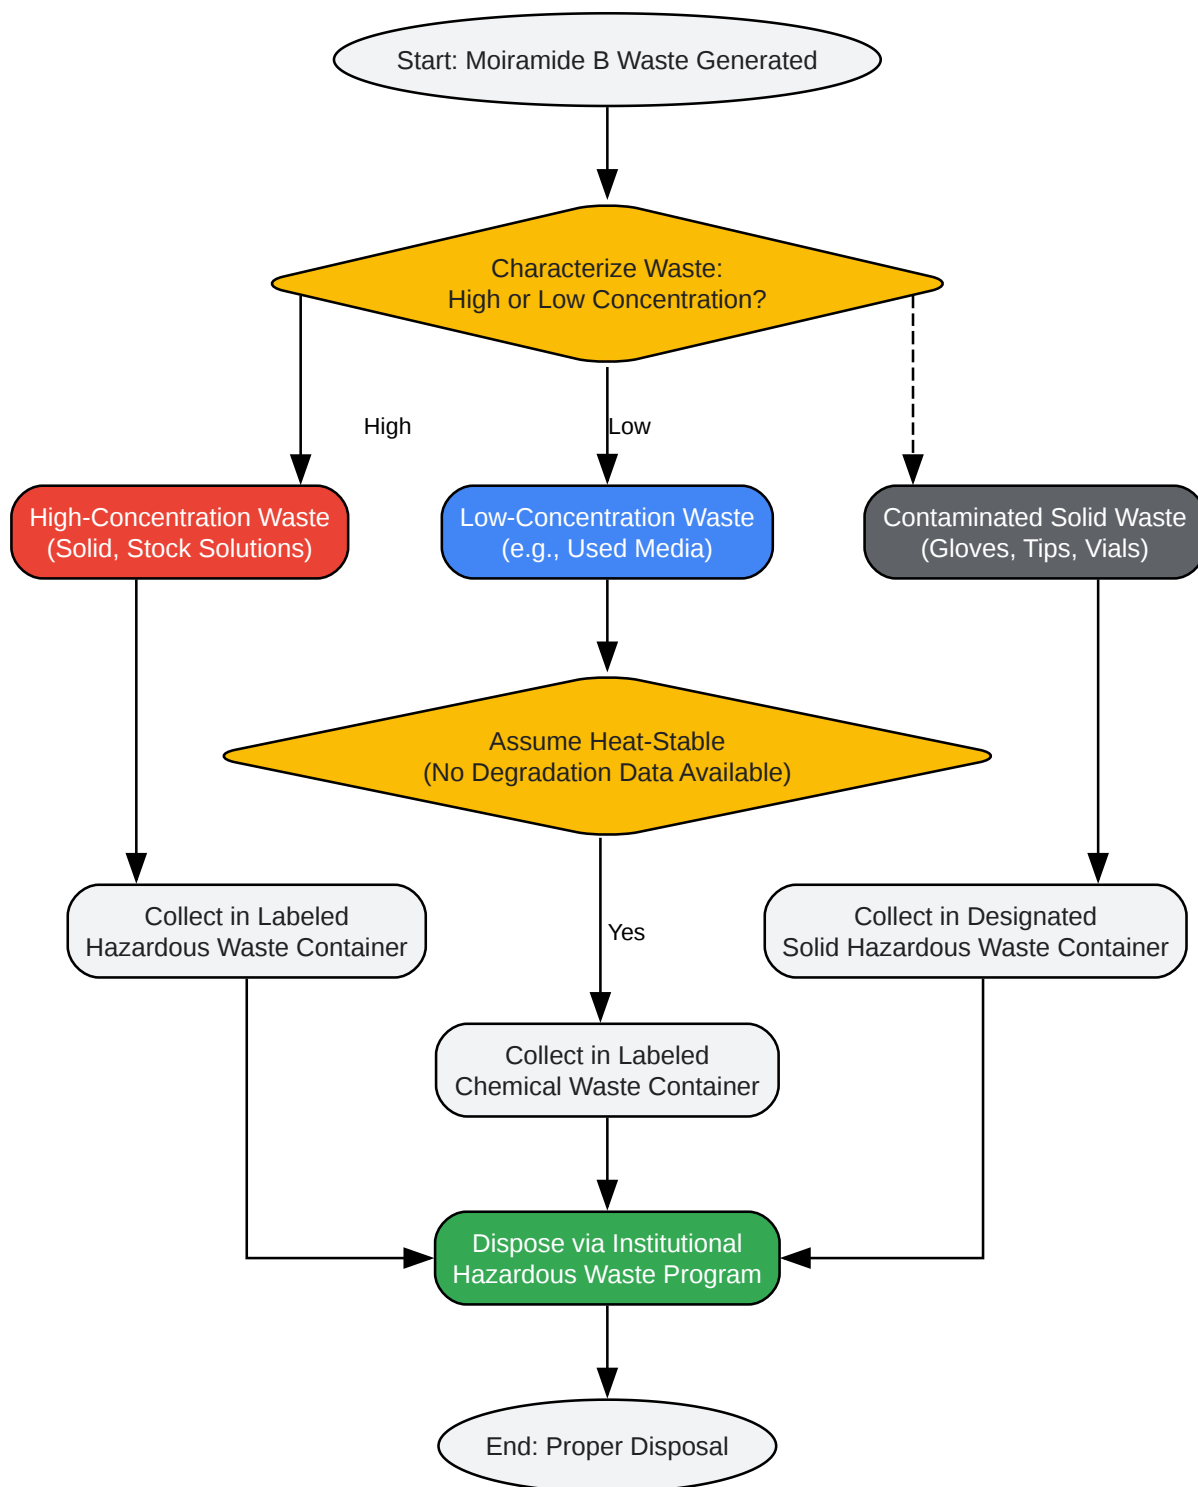 Start: Moiramide B Waste Generated
Characterize Waste:
High or Low Concentration?
High
Low
High-Concentration Waste
(Solid, Stock Solutions)
Low-Concentration Waste
(e.g., Used Media)
Contaminated Solid Waste
(Gloves, Tips, Vials)
Assume Heat-Stable
(No Degradation Data Available)
Collect in Labeled
Hazardous Waste Container
Yes
Collect in Designated
Solid Hazardous Waste Container
Collect in Labeled
Chemical Waste Container
Dispose via Institutional
Hazardous Waste Program
End: Proper Disposal